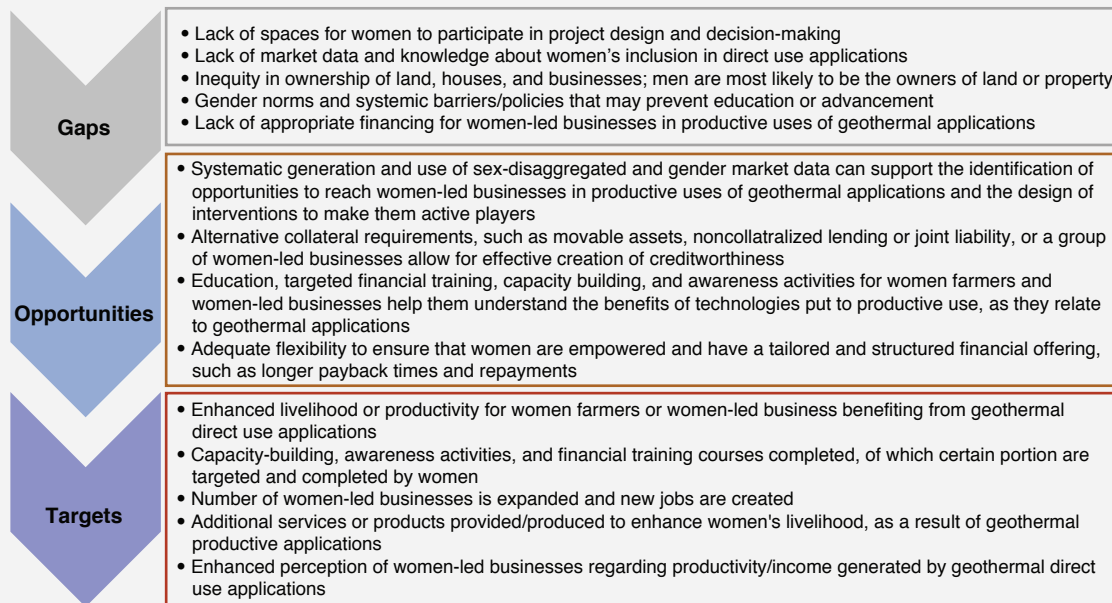 Gaps
• Lack of spaces for women to participate in project design and decision-making
• Lack of market data and knowledge about women's inclusion in direct use applications
• Inequity in ownership of land, houses, and businesses; men are most likely to be the owners of land or property
• Gender norms and systemic barriers/policies that may prevent education or advancement
• Lack of appropriate financing for women-led businesses in productive uses of geothermal applications
Opportunities
• Systematic generation and use of sex-disaggregated and gender market data can support the identification of
opportunities to reach women-led businesses in productive uses of geothermal applications and the design of
interventions to make them active players
• Alternative collateral requirements, such as movable assets, noncollatralized lending or joint liability, or a group
of women-led businesses allow for effective creation of creditworthiness
• Education, targeted financial training, capacity building, and awareness activities for women farmers and
women-led businesses help them understand the benefits of technologies put to productive use, as they relate
to geothermal applications
• Adequate flexibility to ensure that women are empowered and have a tailored and structured financial offering,
such as longer payback times and repayments
Targets
• Enhanced livelihood or productivity for women farmers or women-led business benefiting from geothermal
direct use applications
• Capacity-building, awareness activities, and financial training courses completed, of which certain portion are
targeted and completed by women
• Number of women-led businesses is expanded and new jobs are created
• Additional services or products provided/produced to enhance women's livelihood, as a result of geothermal
productive applications
• Enhanced perception of women-led businesses regarding productivity/income generated by geothermal direct
use applications